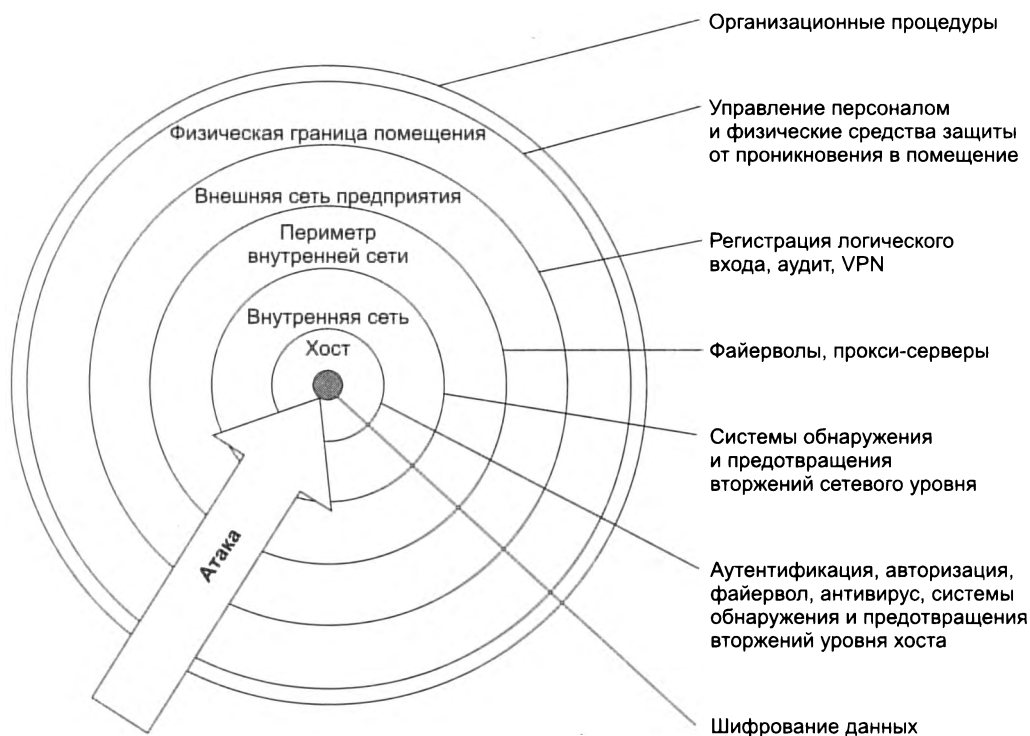 Организационные процедуры
Управление персоналом
и физические средства защиты
от проникновения в помещение
Физическая граница помещения
Внешняя сеть предприятия
Периметр
внутренней сети
Регистрация логического
входа, аудит, VPN
Внутренняя сеть
Хост
Файерволы, прокси-серверы
Системы обнаружения
и предотвращения
вторжений сетевого уровня
Атака
Аутентификация, авторизация,
файервол, антивирус, системы
обнаружения и предотвращения
вторжений уровня хоста
Шифрование данных